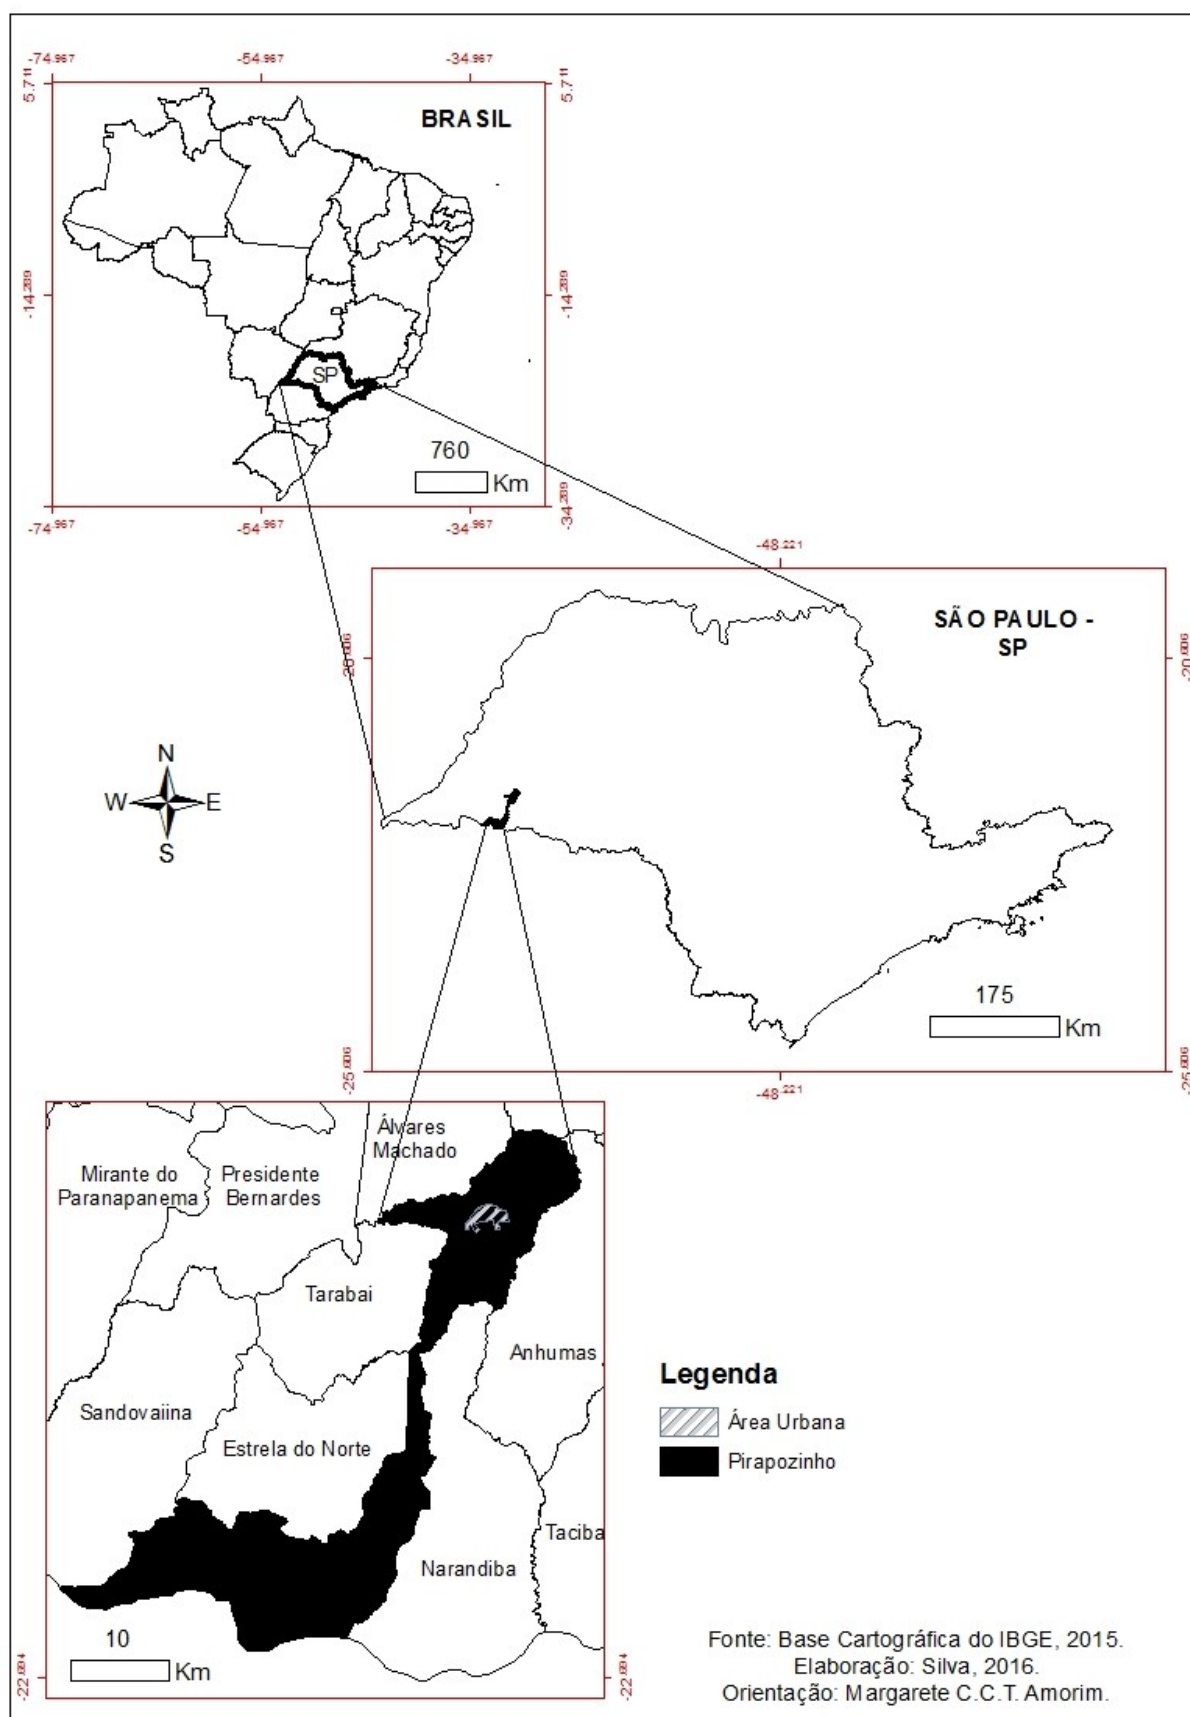 -74.967 -54.967 -34.967
5.711 5.711
BRASIL
-14.289 -14.289
SP
760
Km
-34.289
-74.967 -54.967 -34.967
-48.221
SÃO PAULO -
SP
-20.606
N
W E
S
175
Km
-25.606 -25.606
-48.221
Álvares
Machado
Mirante do
Paranapanema
Presidente
Bernardes
Tarabai
Anhumas
Sandovaiina
Estrela do Norte
Taciba
Narandiba
10
Km
-22.694 -22.694
Legenda
Área Urbana
Pirapozinho
Fonte: Base Cartográfica do IBGE, 2015.
Elaboração: Silva, 2016.
Orientação: Margarete C.C.T. Amorim.